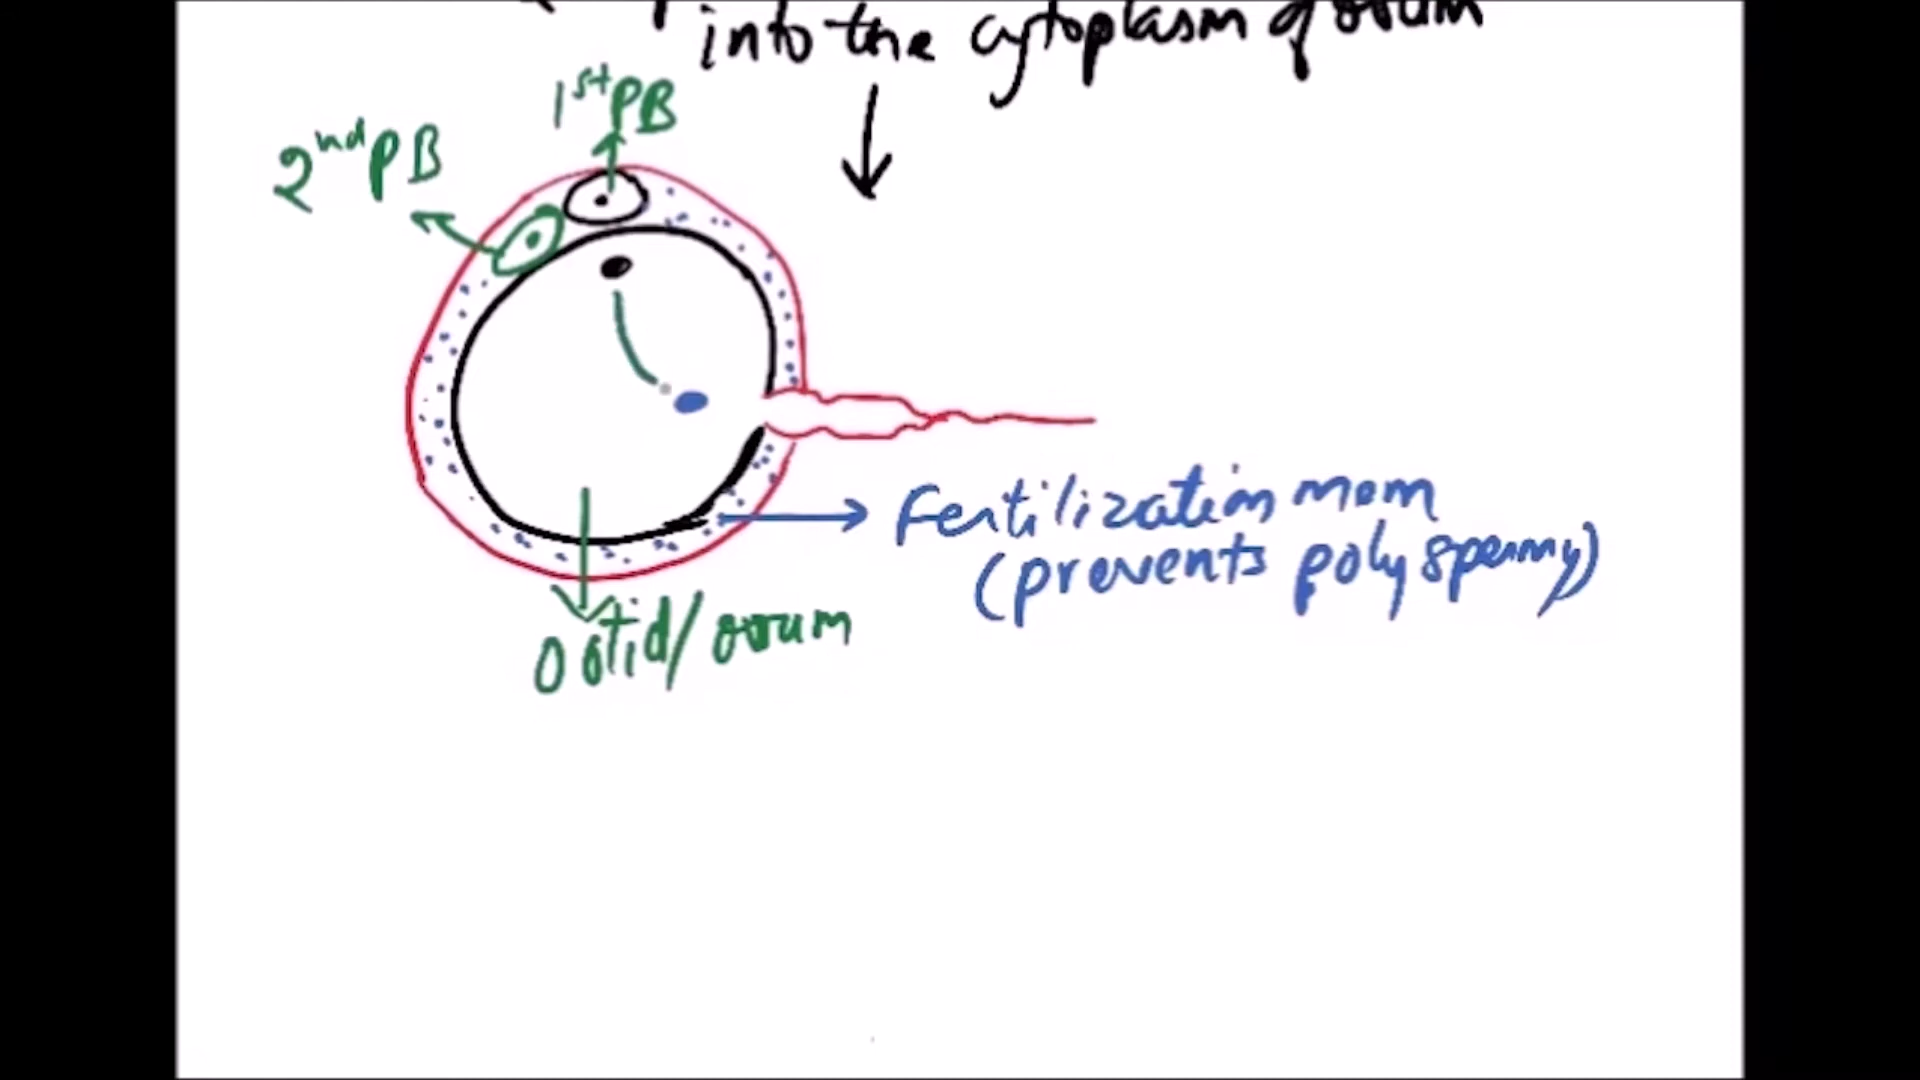 into the cytoplasm of ovum
1st PB
2nd PB
Fertilization mem
(prevents polyspermy)
Ootid/ovum